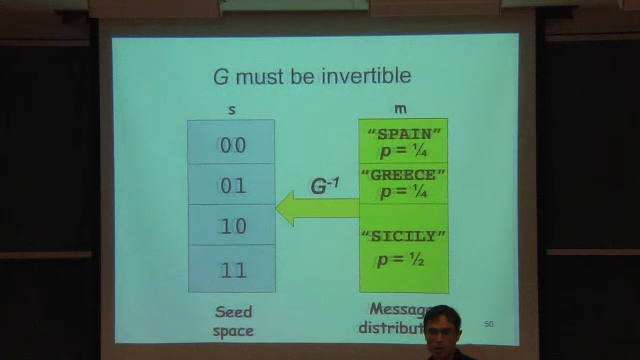 G must be invertible
s
m
00
01
10
11
G-1
"SPAIN"
p = ¼
"GREECE"
p = ¼
"SICILY"
p = ½
Seed
space
Message
50